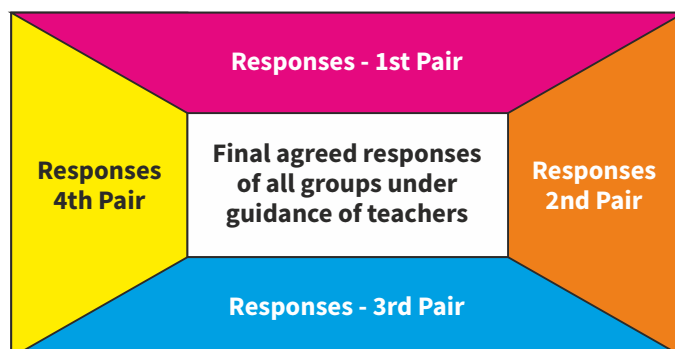 Responses - 1st Pair
Responses
4th Pair
Final agreed responses
of all groups under
guidance of teachers
Responses
2nd Pair
Responses - 3rd Pair